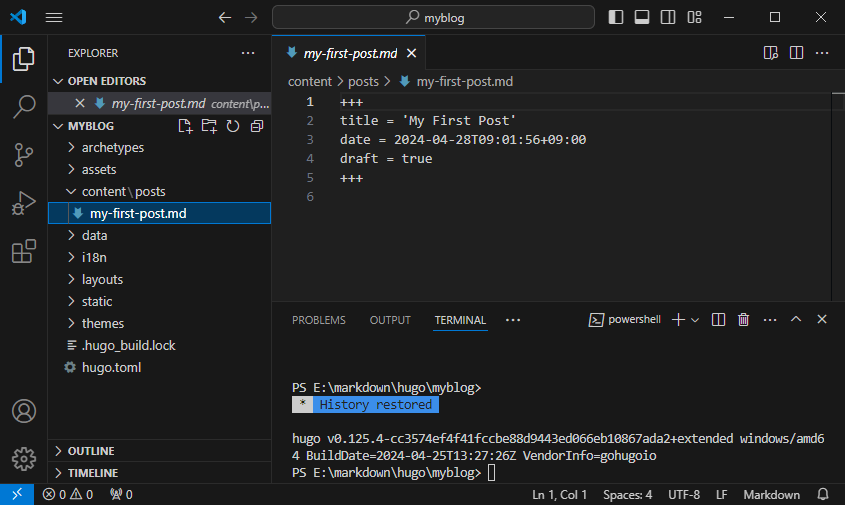 myblog
EXPLORER
OPEN EDITORS
my-first-post.md content\p...
MYBLOG
archetypes
assets
content\posts
my-first-post.md
data
i18n
layouts
static
themes
.hugo_build.lock
hugo.toml
OUTLINE
TIMELINE
my-first-post.md
content > posts > my-first-post.md
1 +++
2 title = 'My First Post'
3 date = 2024-04-28T09:01:56+09:00
4 draft = true
5 +++
6
PROBLEMS OUTPUT TERMINAL ... powershell
PS E:\markdown\hugo\myblog>
* History restored
hugo v0.125.4-cc3574ef4f41fccbe88d9443ed066eb10867ada2+extended windows/amd6
4 BuildDate=2024-04-25T13:27:26Z VendorInfo=gohugoio
PS E:\markdown\hugo\myblog>
0 0 0 Ln 1, Col 1 Spaces: 4 UTF-8 LF Markdown